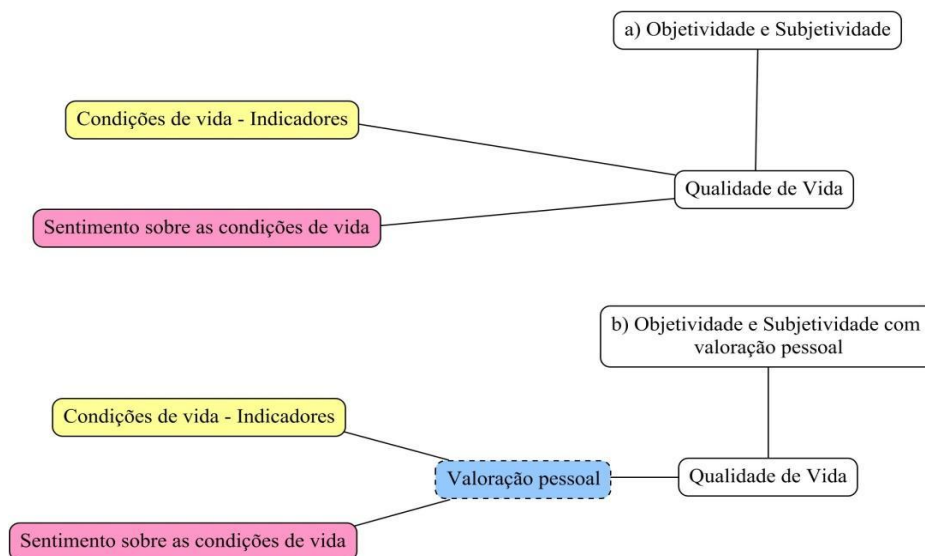 a) Objetividade e Subjetividade
Condições de vida - Indicadores
Qualidade de Vida
Sentimento sobre as condições de vida
b) Objetividade e Subjetividade com
valoração pessoal
Condições de vida - Indicadores
Valoração pessoal
Qualidade de Vida
Sentimento sobre as condições de vida